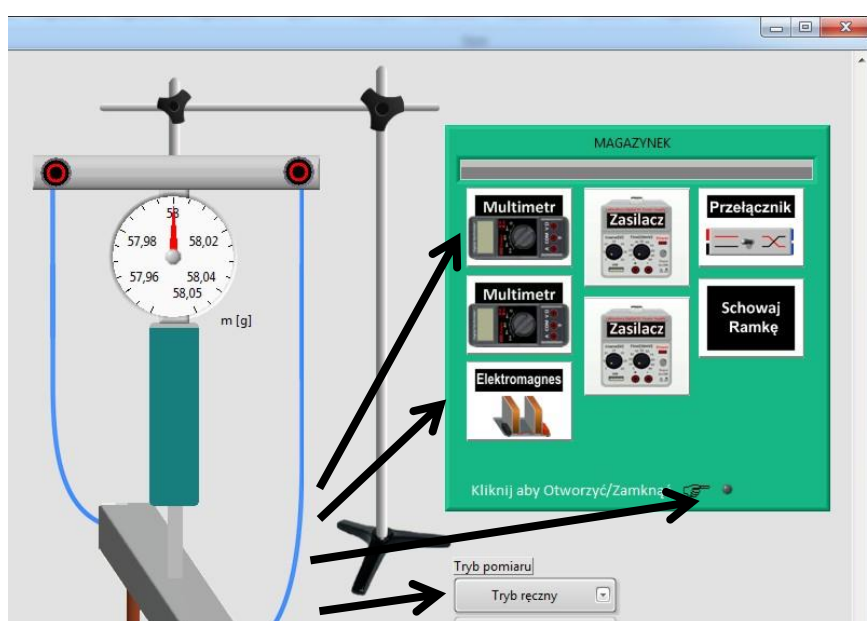 MAGAZYNEK
Multimetr
Zasilacz
Przełącznik
58
57,98
58,02
57,96
58,04
58,05
m [g]
Multimetr
Zasilacz
Schowaj
Ramkę
Elektromagnes
Kliknij aby Otworzyć/Zamknąć
Tryb pomiaru
Tryb ręczny